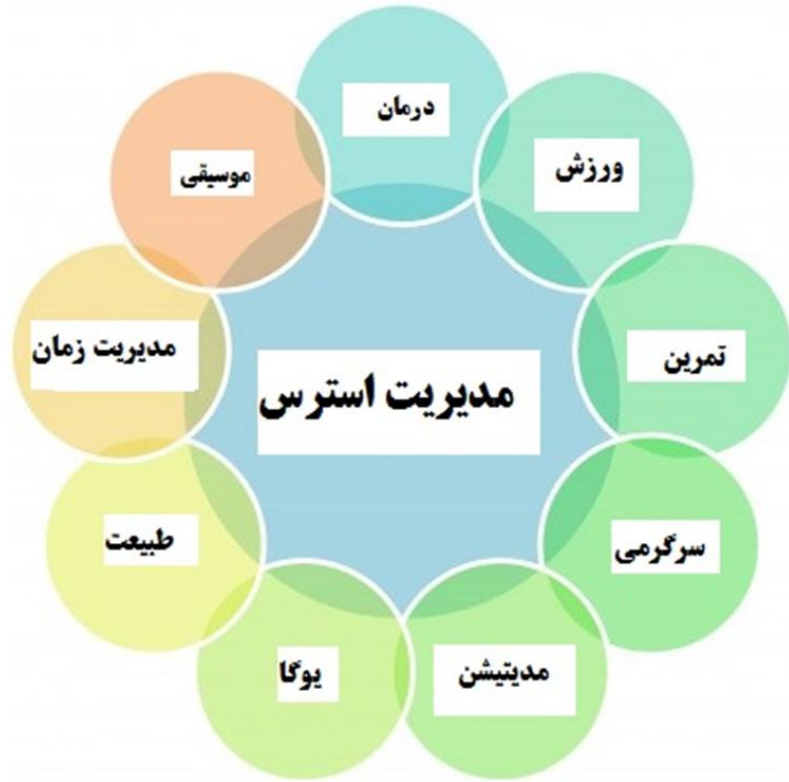 مدیریت استرس
درمان
ورزش
تمرین
سرگرمی
مدیتیشن
یوگا
طبیعت
مدیریت زمان
موسیقی